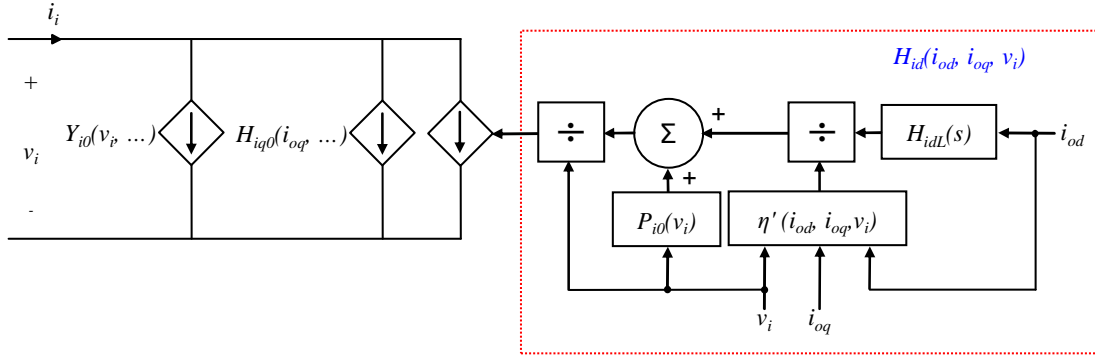 i_i
H_id(i_od, i_oq, v_i)
+
Y_i0(v_i, ...)
H_iq0(i_oq, ...)
÷
Σ
+
÷
H_idL(s)
i_od
v_i
+
-
P_i0(v_i)
η'(i_od, i_oq,v_i)
v_i
i_oq